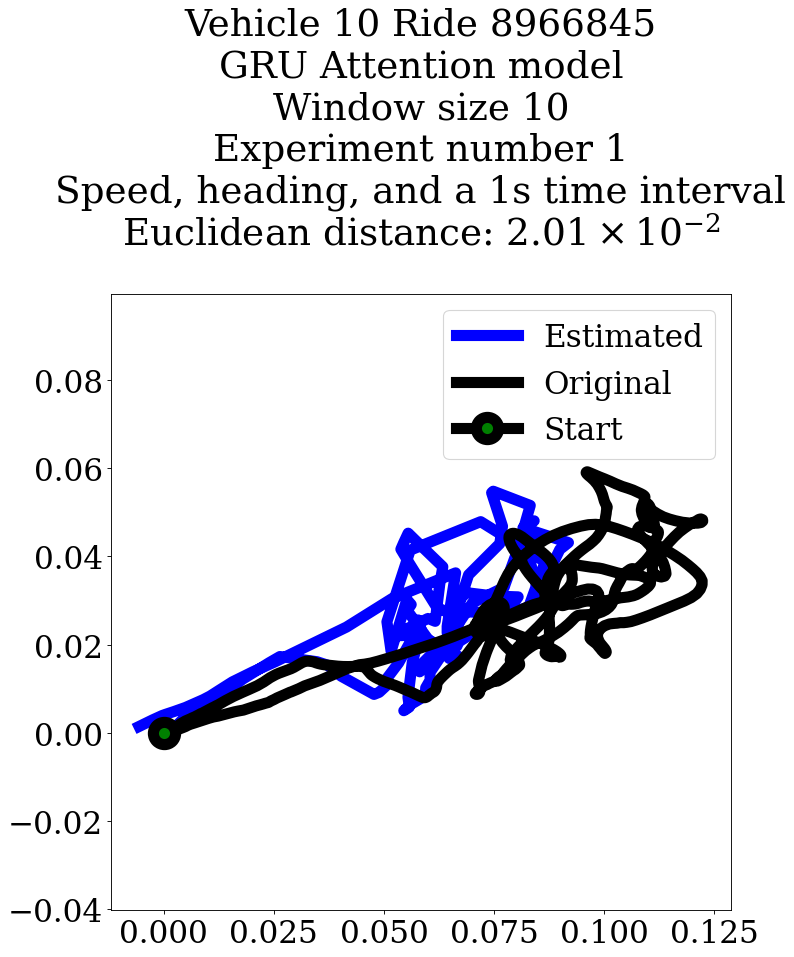 Vehicle 10 Ride 8966845
GRU Attention model
Window size 10
Experiment number 1
Speed, heading, and a 1s time interval
Euclidean distance: 2.01 × 10⁻²
Estimated
Original
Start
0.08
0.06
0.04
0.02
0.00
−0.02
−0.04
0.000 0.025 0.050 0.075 0.100 0.125